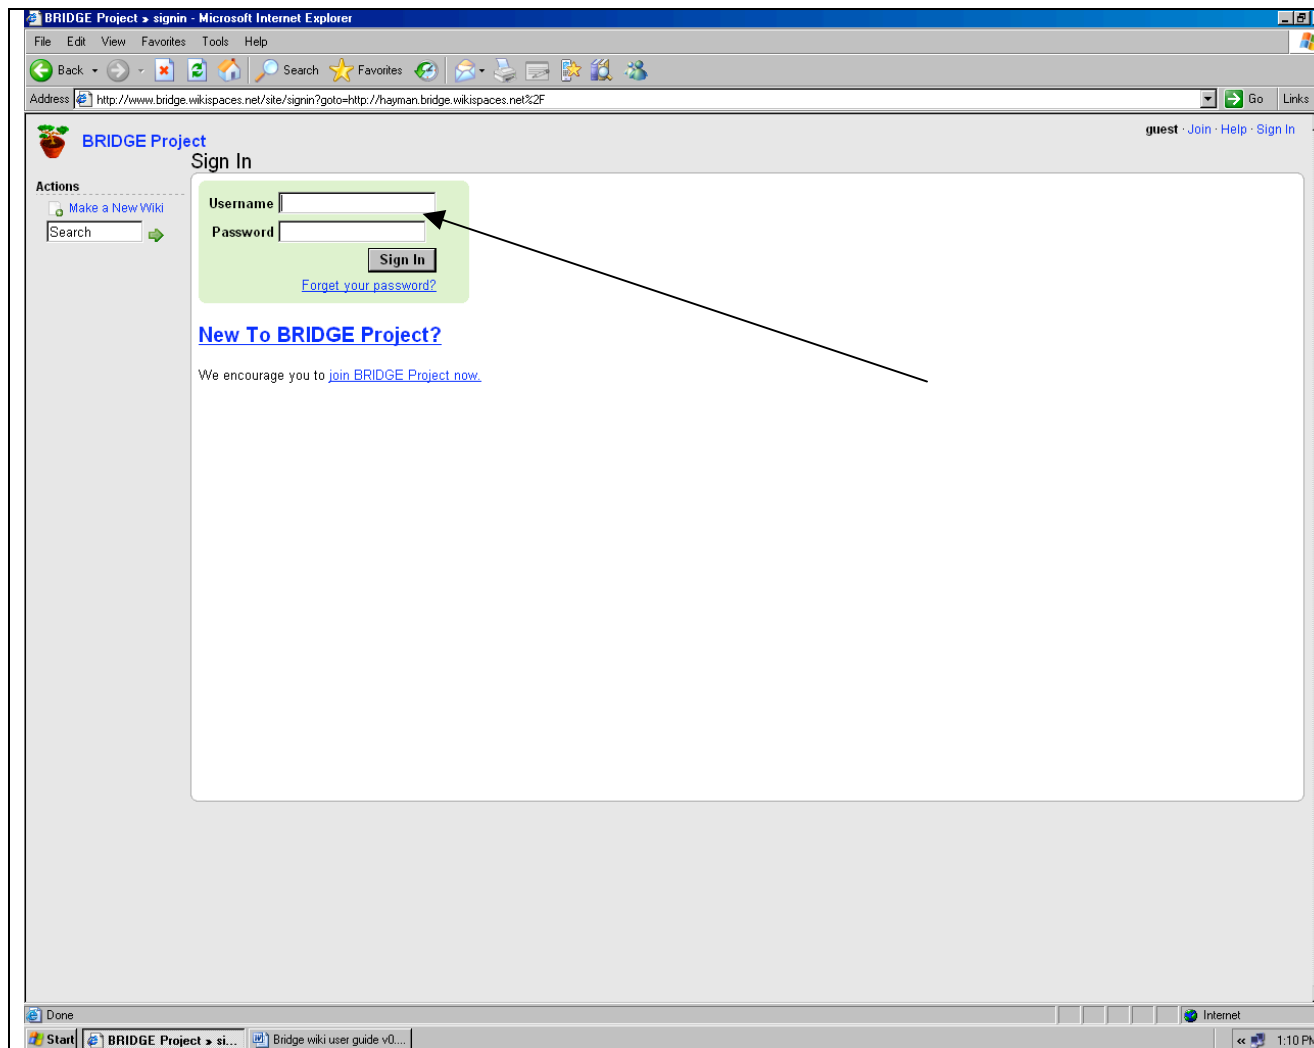 BRIDGE Project » signin - Microsoft Internet Explorer
File Edit View Favorites Tools Help
Back Search Favorites
Address http://www.bridge.wikispaces.net/site/signin?goto=http://hayman.bridge.wikispaces.net%2F Go Links
BRIDGE Project guest · Join · Help · Sign In
Sign In
Actions
Make a New Wiki
Search
Username
Password
Sign In
Forget your password?
New To BRIDGE Project?
We encourage you to join BRIDGE Project now.
Done Internet
Start BRIDGE Project » si... Bridge wiki user guide v0.... « 1:10 PM